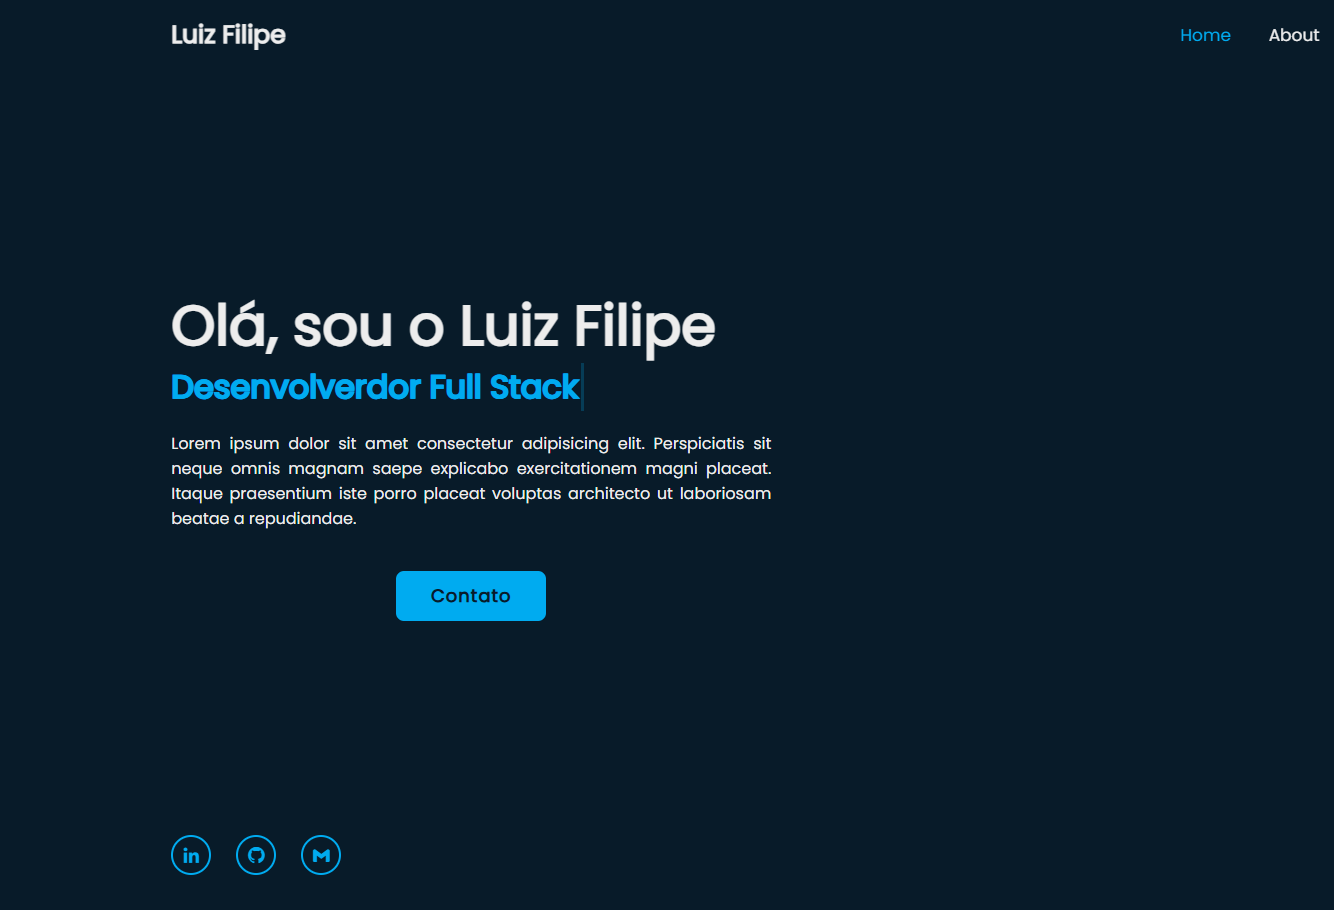 Luiz Filipe
Home About
Olá, sou o Luiz Filipe
Desenvolverdor Full Stack
Lorem ipsum dolor sit amet consectetur adipisicing elit. Perspiciatis sit
neque omnis magnam saepe explicabo exercitationem magni placeat.
Itaque praesentium iste porro placeat voluptas architecto ut laboriosam
beatae a repudiandae.
Contato
in